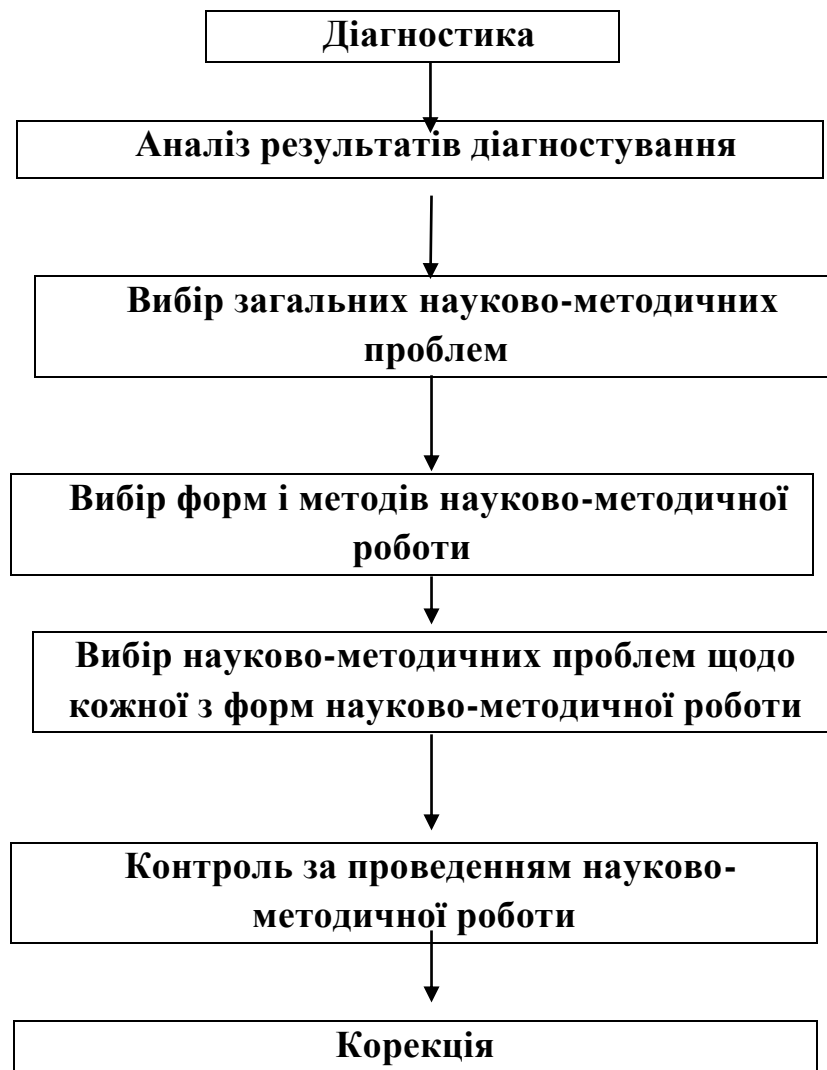 Діагностика
Аналіз результатів діагностування
Вибір загальних науково-методичних
проблем
Вибір форм і методів науково-методичної
роботи
Вибір науково-методичних проблем щодо
кожної з форм науково-методичної роботи
Контроль за проведенням науково-
методичної роботи
Корекція